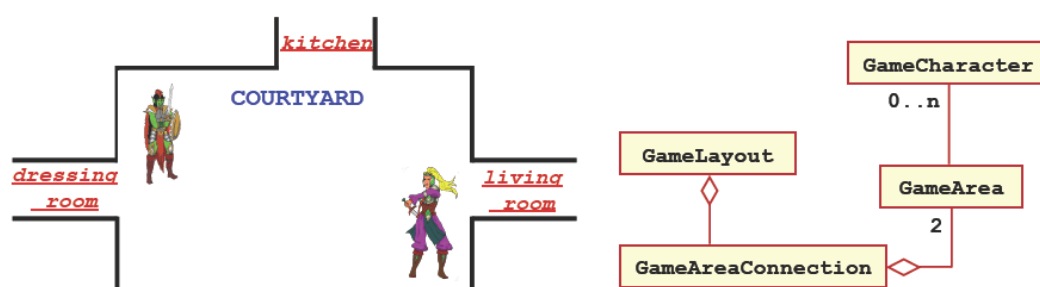 kitchen
COURTYARD
dressing
room
living
room
GameCharacter
0..n
GameLayout
GameArea
2
GameAreaConnection